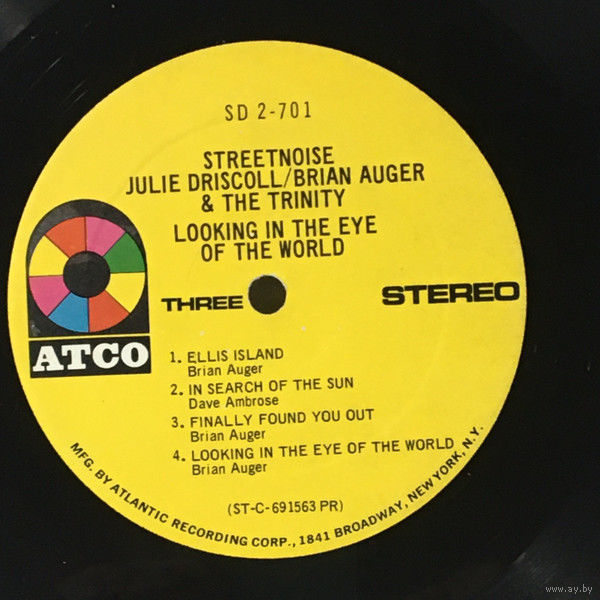 SD 2-701
STREETNOISE
JULIE DRISCOLL/BRIAN AUGER
& THE TRINITY
LOOKING IN THE EYE
OF THE WORLD
THREE
STEREO
ATCO
1. ELLIS ISLAND
Brian Auger
2. IN SEARCH OF THE SUN
Dave Ambrose
3. FINALLY FOUND YOU OUT
Brian Auger
4. LOOKING IN THE EYE OF THE WORLD
Brian Auger
(ST-C-691563 PR)
MFG. BY ATLANTIC RECORDING CORP., 1841 BROADWAY, NEW YORK, N.Y.
www.ay.by